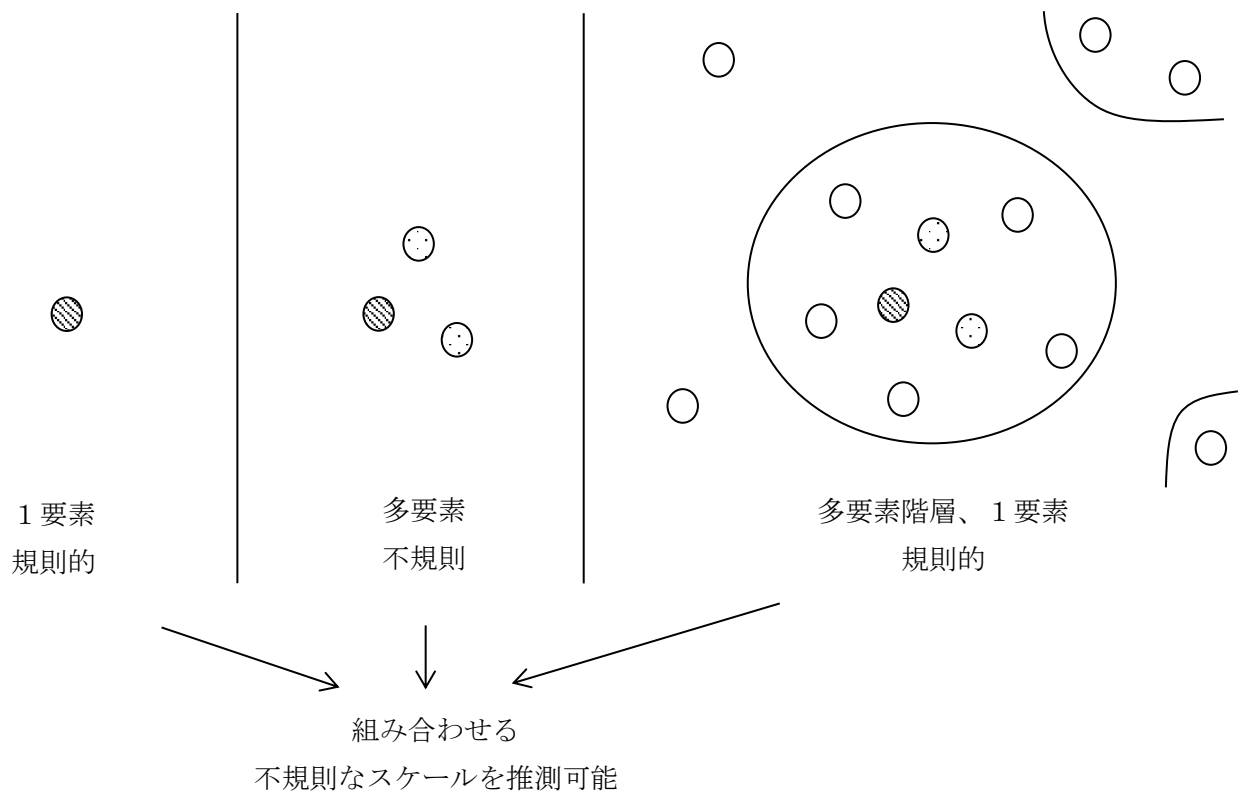 １要素
規則的
多要素
不規則
多要素階層、１要素
規則的
組み合わせる
不規則なスケールを推測可能